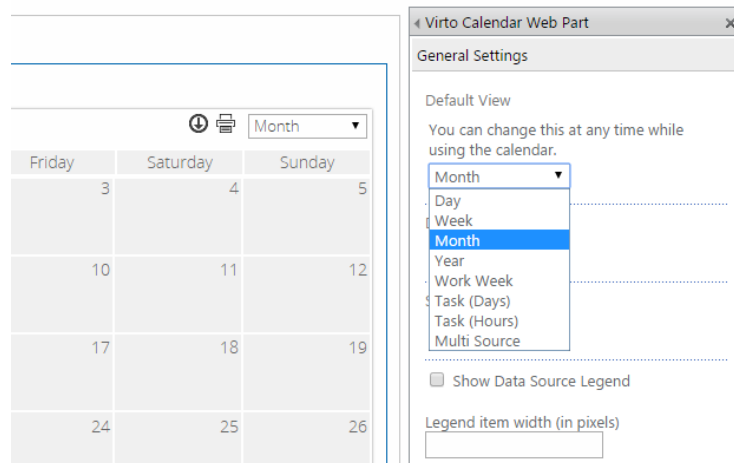 Virto Calendar Web Part
General Settings
Default View
You can change this at any time while
using the calendar.
Month
Day
Week
Month
Year
Work Week
Task (Days)
Task (Hours)
Multi Source
Show Data Source Legend
Legend item width (in pixels)
Month
Friday Saturday Sunday
3 4 5
10 11 12
17 18 19
24 25 26